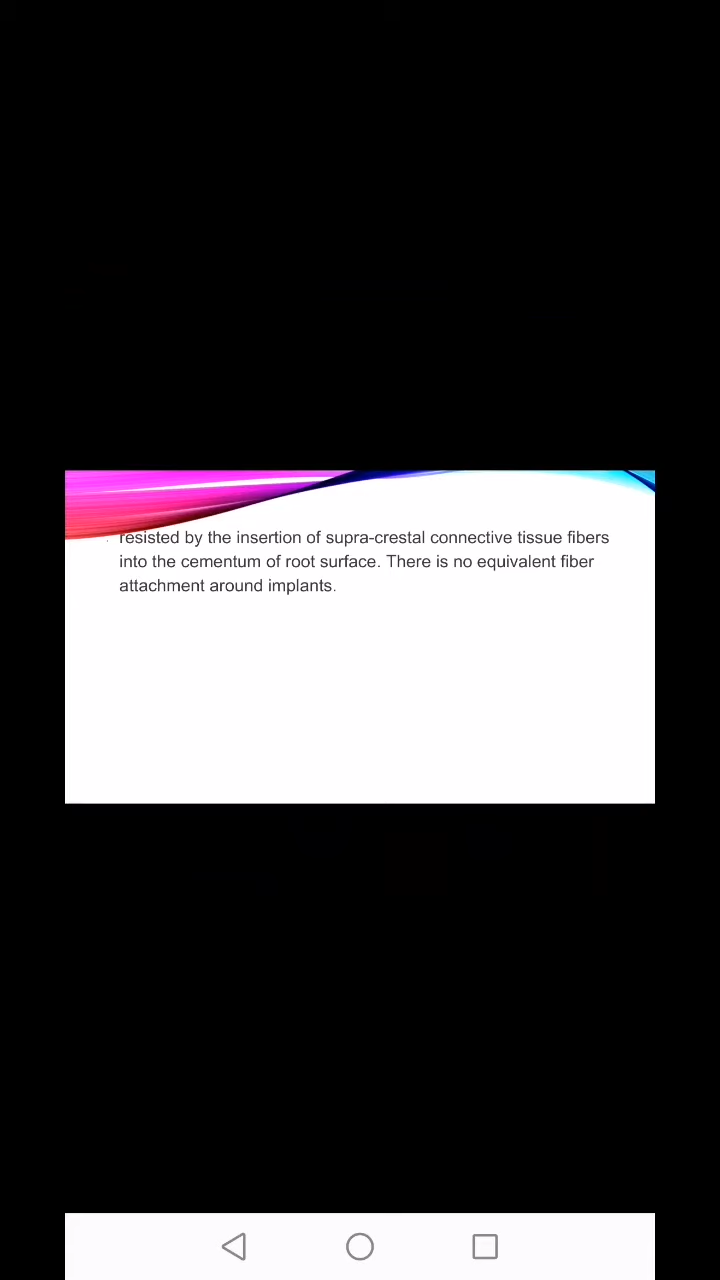 resisted by the insertion of supra-crestal connective tissue fibers
into the cementum of root surface. There is no equivalent fiber
attachment around implants.